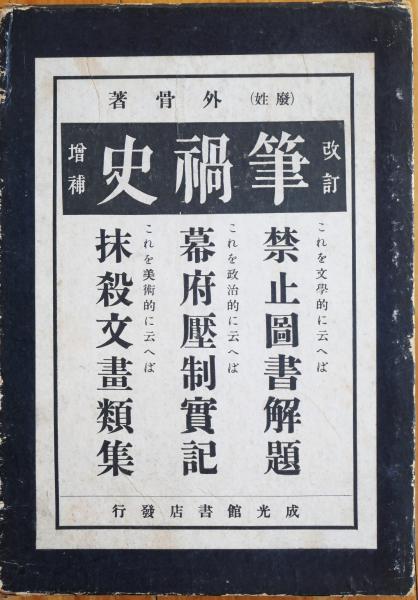 (廢姓)外骨著
改訂
筆禍史
增補
これを文學的に云へば
禁止圖書解題
これを政治的に云へば
幕府壓制實記
これを美術的に云へば
抹殺文畫類集
成光館書店發行